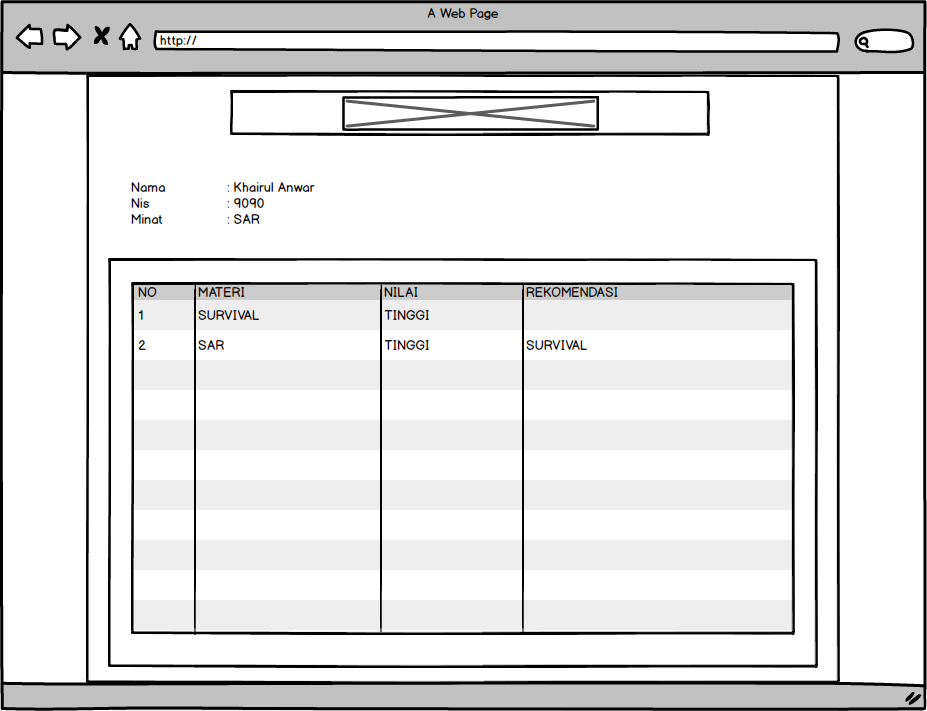 A Web Page
http://
Nama : Khairul Anwar
Nis : 9090
Minat : SAR
NO MATERI NILAI REKOMENDASI
1 SURVIVAL TINGGI
2 SAR TINGGI SURVIVAL